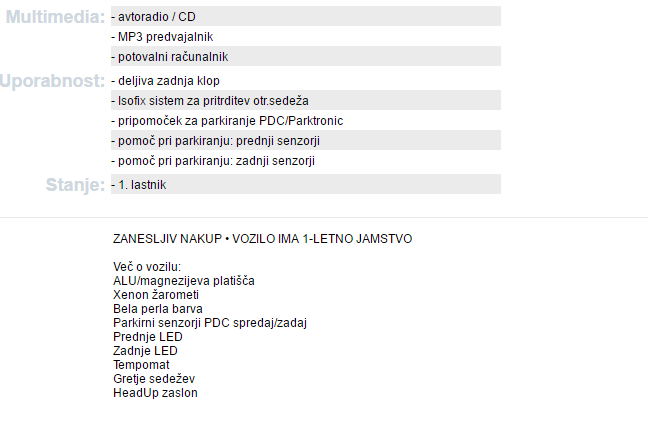 Multimedia: - avtoradio / CD
- MP3 predvajalnik
- potovalni računalnik
Uporabnost: - deljiva zadnja klop
- Isofix sistem za pritrditev otr.sedeža
- pripomoček za parkiranje PDC/Parktronic
- pomoč pri parkiranju: prednji senzorji
- pomoč pri parkiranju: zadnji senzorji
Stanje: - 1. lastnik
ZANESLJIV NAKUP • VOZILO IMA 1-LETNO JAMSTVO
Več o vozilu:
ALU/magnezijeva platišča
Xenon žarometi
Bela perla barva
Parkirni senzorji PDC spredaj/zadaj
Prednje LED
Zadnje LED
Tempomat
Gretje sedežev
HeadUp zaslon